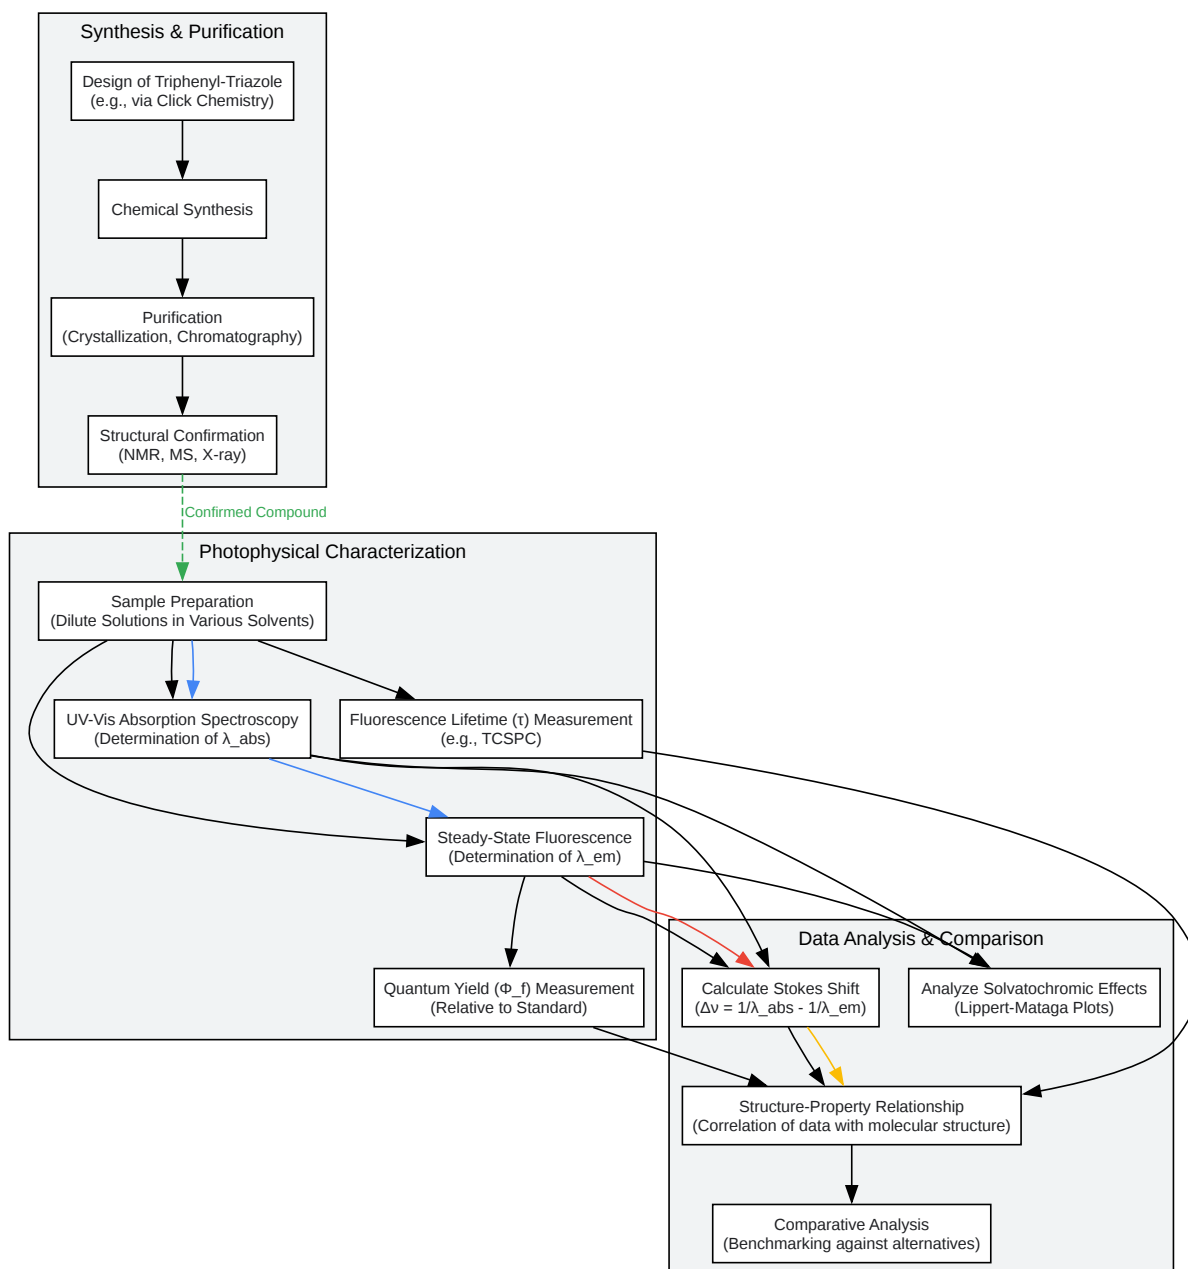 Synthesis & Purification
Design of Triphenyl-Triazole
(e.g., via Click Chemistry)
Chemical Synthesis
Purification
(Crystallization, Chromatography)
Structural Confirmation
(NMR, MS, X-ray)
Confirmed Compound
Photophysical Characterization
Sample Preparation
(Dilute Solutions in Various Solvents)
UV-Vis Absorption Spectroscopy
(Determination of λ_abs)
Fluorescence Lifetime (τ) Measurement
(e.g., TCSPC)
Steady-State Fluorescence
(Determination of λ_em)
Quantum Yield (Φ_f) Measurement
(Relative to Standard)
Data Analysis & Comparison
Calculate Stokes Shift
(Δν = 1/λ_abs - 1/λ_em)
Analyze Solvatochromic Effects
(Lippert-Mataga Plots)
Structure-Property Relationship
(Correlation of data with molecular structure)
Comparative Analysis
(Benchmarking against alternatives)